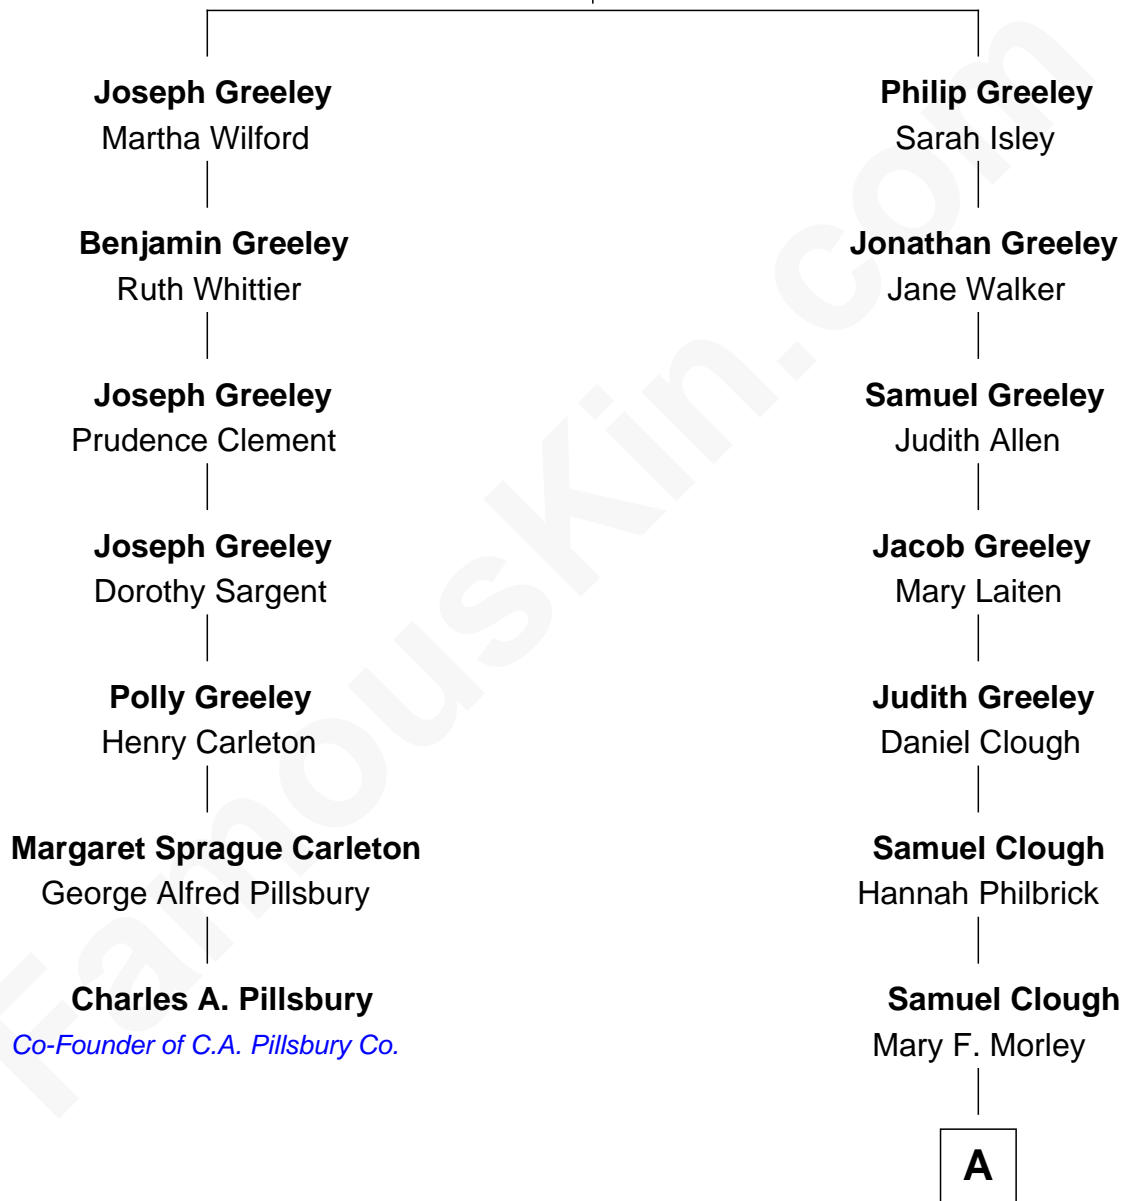 Joseph Greeley
Martha Wilford
Benjamin Greeley
Ruth Whittier
Joseph Greeley
Prudence Clement
Joseph Greeley
Dorothy Sargent
Polly Greeley
Henry Carleton
Margaret Sprague Carleton
George Alfred Pillsbury
Charles A. Pillsbury
Co-Founder of C.A. Pillsbury Co.
Philip Greeley
Sarah Isley
Jonathan Greeley
Jane Walker
Samuel Greeley
Judith Allen
Jacob Greeley
Mary Laiten
Judith Greeley
Daniel Clough
Samuel Clough
Hannah Philbrick
Samuel Clough
Mary F. Morley
A
FamousKin.com